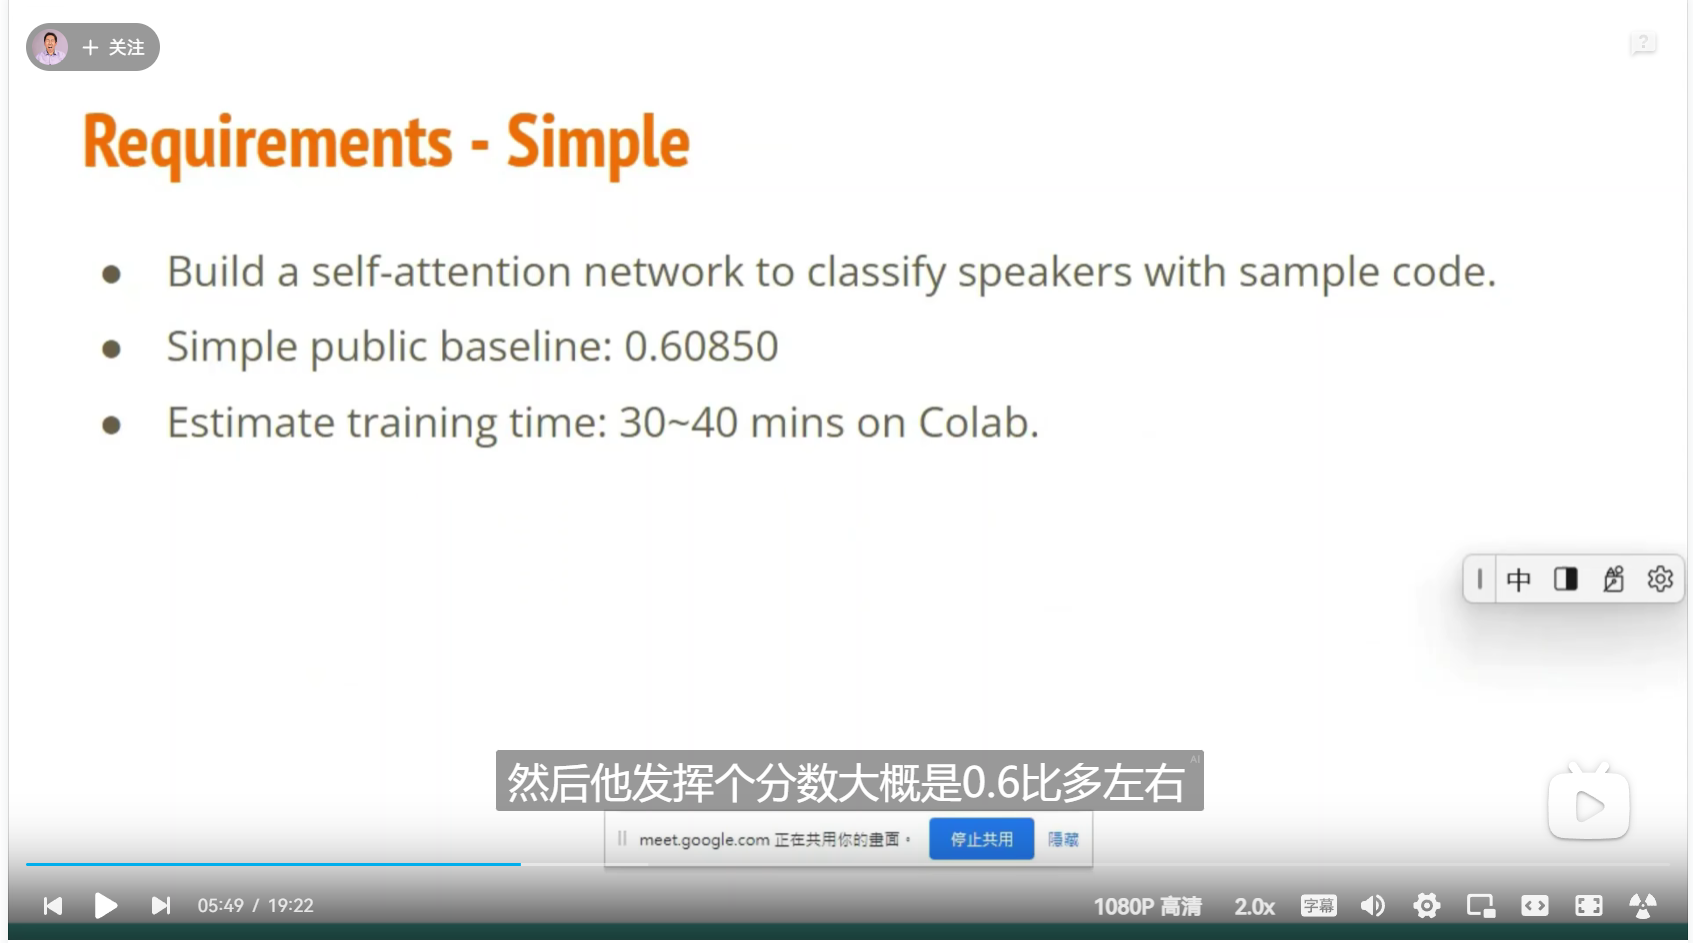 关注
Requirements - Simple
● Build a self-attention network to classify speakers with sample code.
● Simple public baseline: 0.60850
● Estimate training time: 30~40 mins on Colab.
中
AI
然后他发挥个分数大概是0.6比多左右
meet.google.com 正在共用你的畫面。 停止共用 隱藏
05:49 / 19:22 1080P 高清 2.0x 字幕